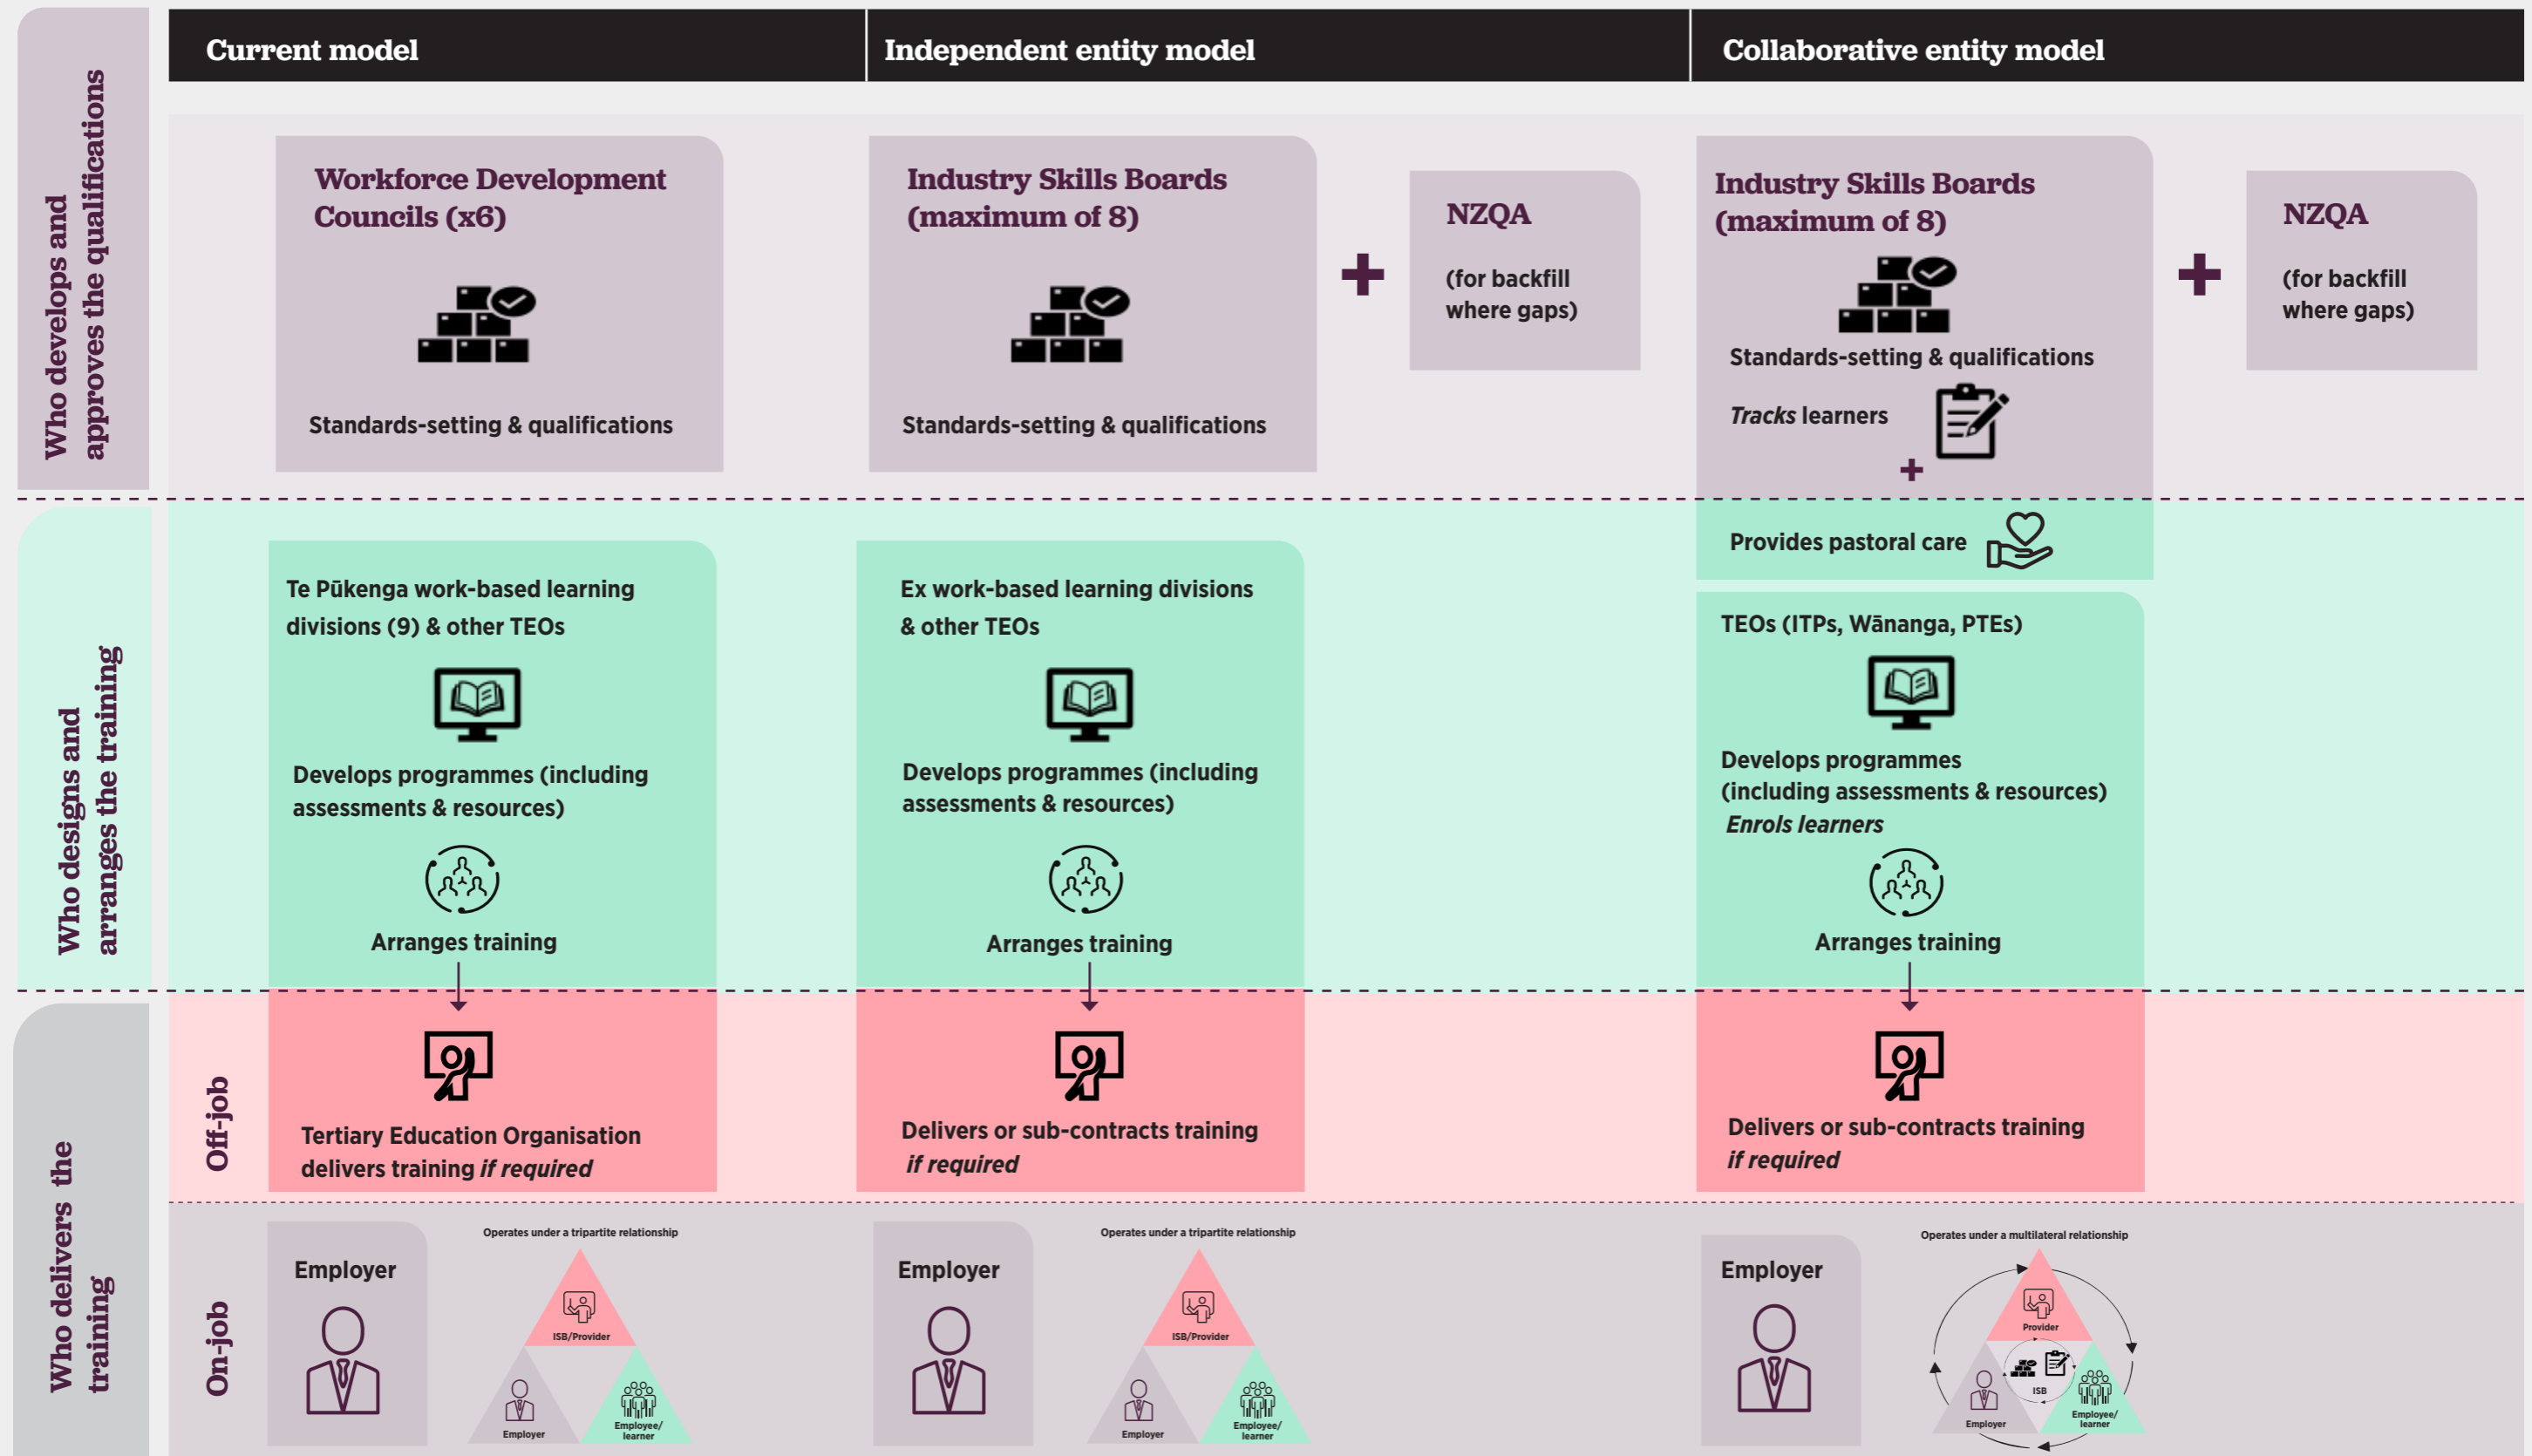 Current model
Independent entity model
Collaborative entity model
Who develops and
approves the qualifications
Workforce Development
Councils (x6)
Standards-setting & qualifications
Industry Skills Boards
(maximum of 8)
Standards-setting & qualifications
+
NZQA
(for backfill
where gaps)
Industry Skills Boards
(maximum of 8)
Standards-setting & qualifications
Tracks learners
+
Provides pastoral care
+
NZQA
(for backfill
where gaps)
Who designs and
arranges the training
Te Pūkenga work-based learning
divisions (9) & other TEOs
Develops programmes (including
assessments & resources)
Arranges training
Ex work-based learning divisions
& other TEOs
Develops programmes (including
assessments & resources)
Arranges training
TEOs (ITPs, Wānanga, PTEs)
Develops programmes
(including assessments & resources)
Enrols learners
Arranges training
Who delivers the
training
Off-job
Tertiary Education Organisation
delivers training if required
Delivers or sub-contracts training
if required
Delivers or sub-contracts training
if required
On-job
Employer
Operates under a tripartite relationship
ISB/Provider
Employer
Employee/
learner
Employer
Operates under a tripartite relationship
ISB/Provider
Employer
Employee/
learner
Employer
Operates under a multilateral relationship
Provider
ISB
Employer
Employee/
learner